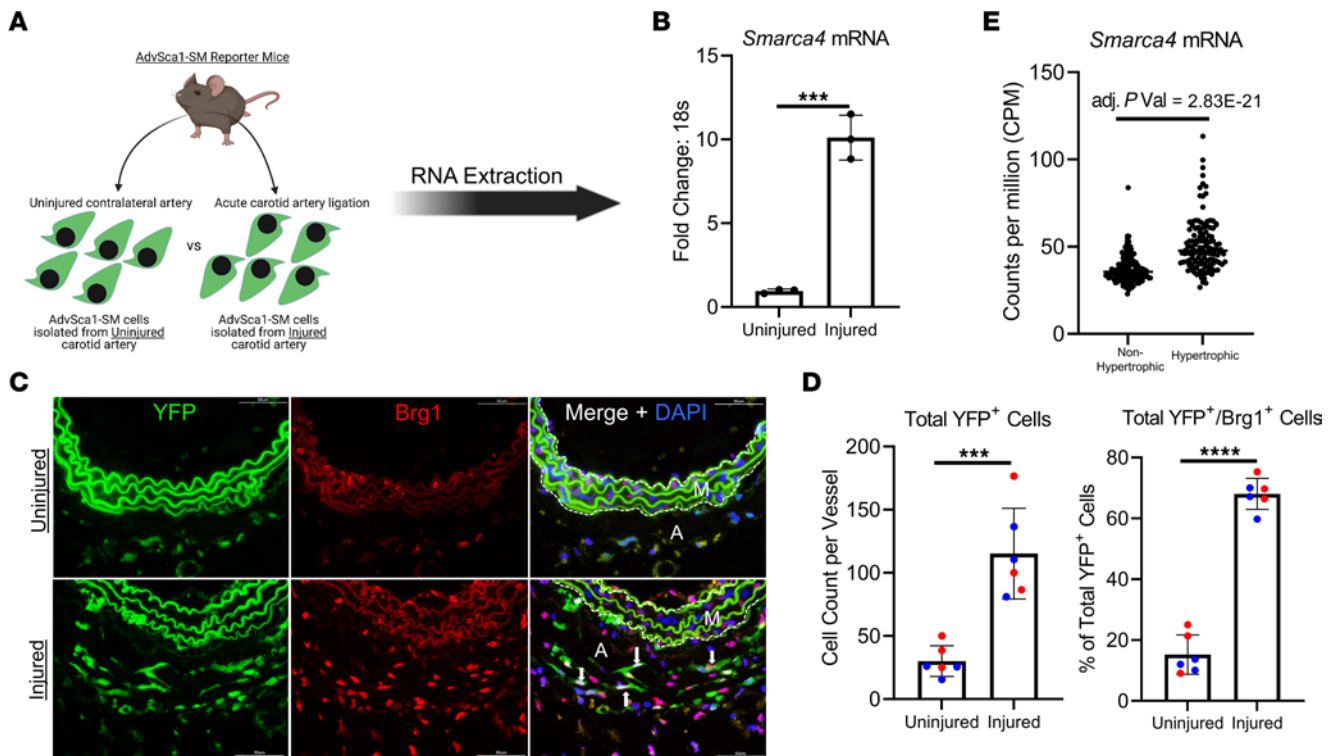 A
AdvSca1-SM Reporter Mice
Uninjured contralateral artery
Acute carotid artery ligation
vs
AdvSca1-SM cells
isolated from Uninjured
carotid artery
AdvSca1-SM cells
isolated from Injured
carotid artery
RNA Extraction
B
Smarca4 mRNA
Fold Change: 18s
15
10
5
0
***
Uninjured
Injured
E
Smarca4 mRNA
Counts per million (CPM)
150
100
50
0
adj. P Val = 2.83E-21
Non-
Hypertrophic
Hypertrophic
C
YFP
Brg1
Merge + DAPI
Uninjured
M
A
Injured
M
A
D
Total YFP+ Cells
Cell Count per Vessel
200
150
100
50
0
***
Uninjured
Injured
Total YFP+/Brg1+ Cells
% of Total YFP+ Cells
80
60
40
20
0
****
Uninjured
Injured